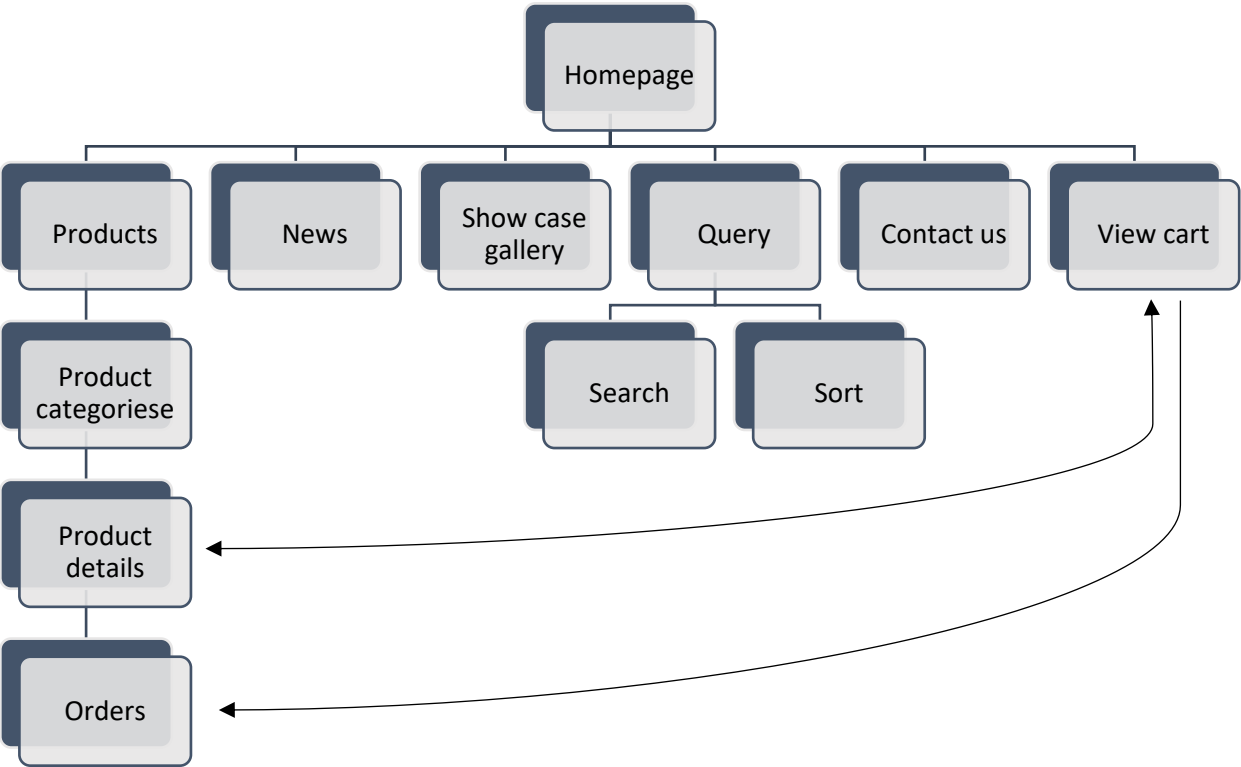 Homepage
Products
News
Show case
gallery
Query
Contact us
View cart
Product
categoriese
Search
Sort
Product
details
Orders